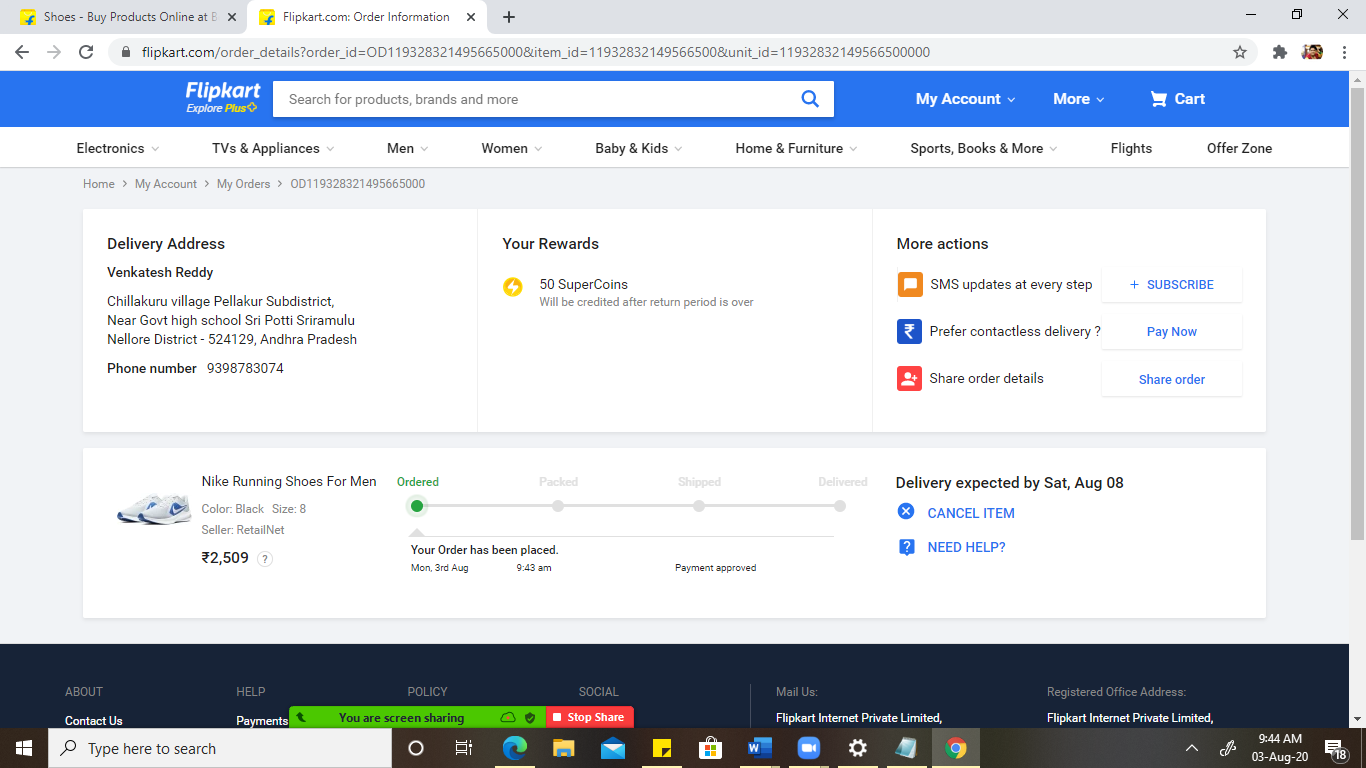 Shoes - Buy Products Online at B
Flipkart.com: Order Information
flipkart.com/order_details?order_id=OD119328321495665000&item_id=11932832149566500&unit_id=11932832149566500000
Flipkart
Explore Plus
Search for products, brands and more
My Account
More
Cart
Electronics
TVs & Appliances
Men
Women
Baby & Kids
Home & Furniture
Sports, Books & More
Flights
Offer Zone
Home > My Account > My Orders > OD119328321495665000
Delivery Address
Venkatesh Reddy
Chillakuru village Pellakur Subdistrict,
Near Govt high school Sri Potti Sriramulu
Nellore District - 524129, Andhra Pradesh
Phone number 9398783074
Your Rewards
50 SuperCoins
Will be credited after return period is over
More actions
SMS updates at every step
+ SUBSCRIBE
₹
Prefer contactless delivery ?
Pay Now
Share order details
Share order
Nike Running Shoes For Men
Color: Black Size: 8
Seller: RetailNet
₹2,509 ?
Ordered
Packed
Shipped
Delivered
Your Order has been placed.
Mon, 3rd Aug 9:43 am Payment approved
Delivery expected by Sat, Aug 08
CANCEL ITEM
? NEED HELP?
ABOUT
Contact Us
HELP
Payments
POLICY
SOCIAL
Mail Us:
Flipkart Internet Private Limited,
Registered Office Address:
Flipkart Internet Private Limited,
You are screen sharing
Stop Share
Type here to search
W
9:44 AM
03-Aug-20
18